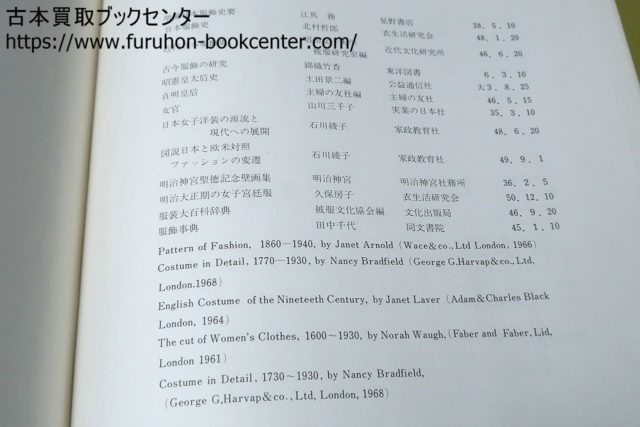 古本買取ブックセンター
https://www.furuhon-bookcenter.com/
服飾史要 江馬 務 星野書店 28. 5. 10
日本服飾史 北村哲郎 衣生活研究会 48. 1. 20
被服研究室編 近代文化研究所 46. 6. 20
古今服飾の研究 錦織竹香 東洋図書 6. 3. 10
昭憲皇太后史 土田景二編 公益通信社 大3. 8. 25
貞明皇后 主婦の友社編 主婦の友社 46. 5. 15
女官 山川三千子 実業の日本社 35. 3. 10
日本女子洋装の源流と
現代への展開 石川綾子 家政教育社 48. 6. 20
図説日本と欧米対照
ファッションの変遷 石川綾子 家政教育社 49. 9. 1
明治神宮聖徳記念壁画集 明治神宮 明治神宮社務所 36. 2. 5
明治大正期の女子宮廷服 久保房子 衣生活研究会 50. 12. 10
服装大百科辞典 被服文化協会編 文化出版局 46. 9. 20
服飾事典 田中千代 同文書院 45. 1. 10
Pattern of Fashion, 1860—1940, by Janet Arnold (Wace&co., Ltd London, 1966)
Costume in Detail, 1770—1930, by Nancy Bradfield (George G,Harvap&co., Ltd,
London.1968)
English Costume of the Nineteeth Century, by Janet Laver (Adam&Charles Black
London, 1964)
The cut of Women's Clothes, 1600〜1930, by Norah Waugh, (Faber and Faber, Lid,
London 1961)
Costume in Detail, 1730〜1930, by Nancy Bradfield,
(George G,Harvap&co., Ltd, London, 1968)